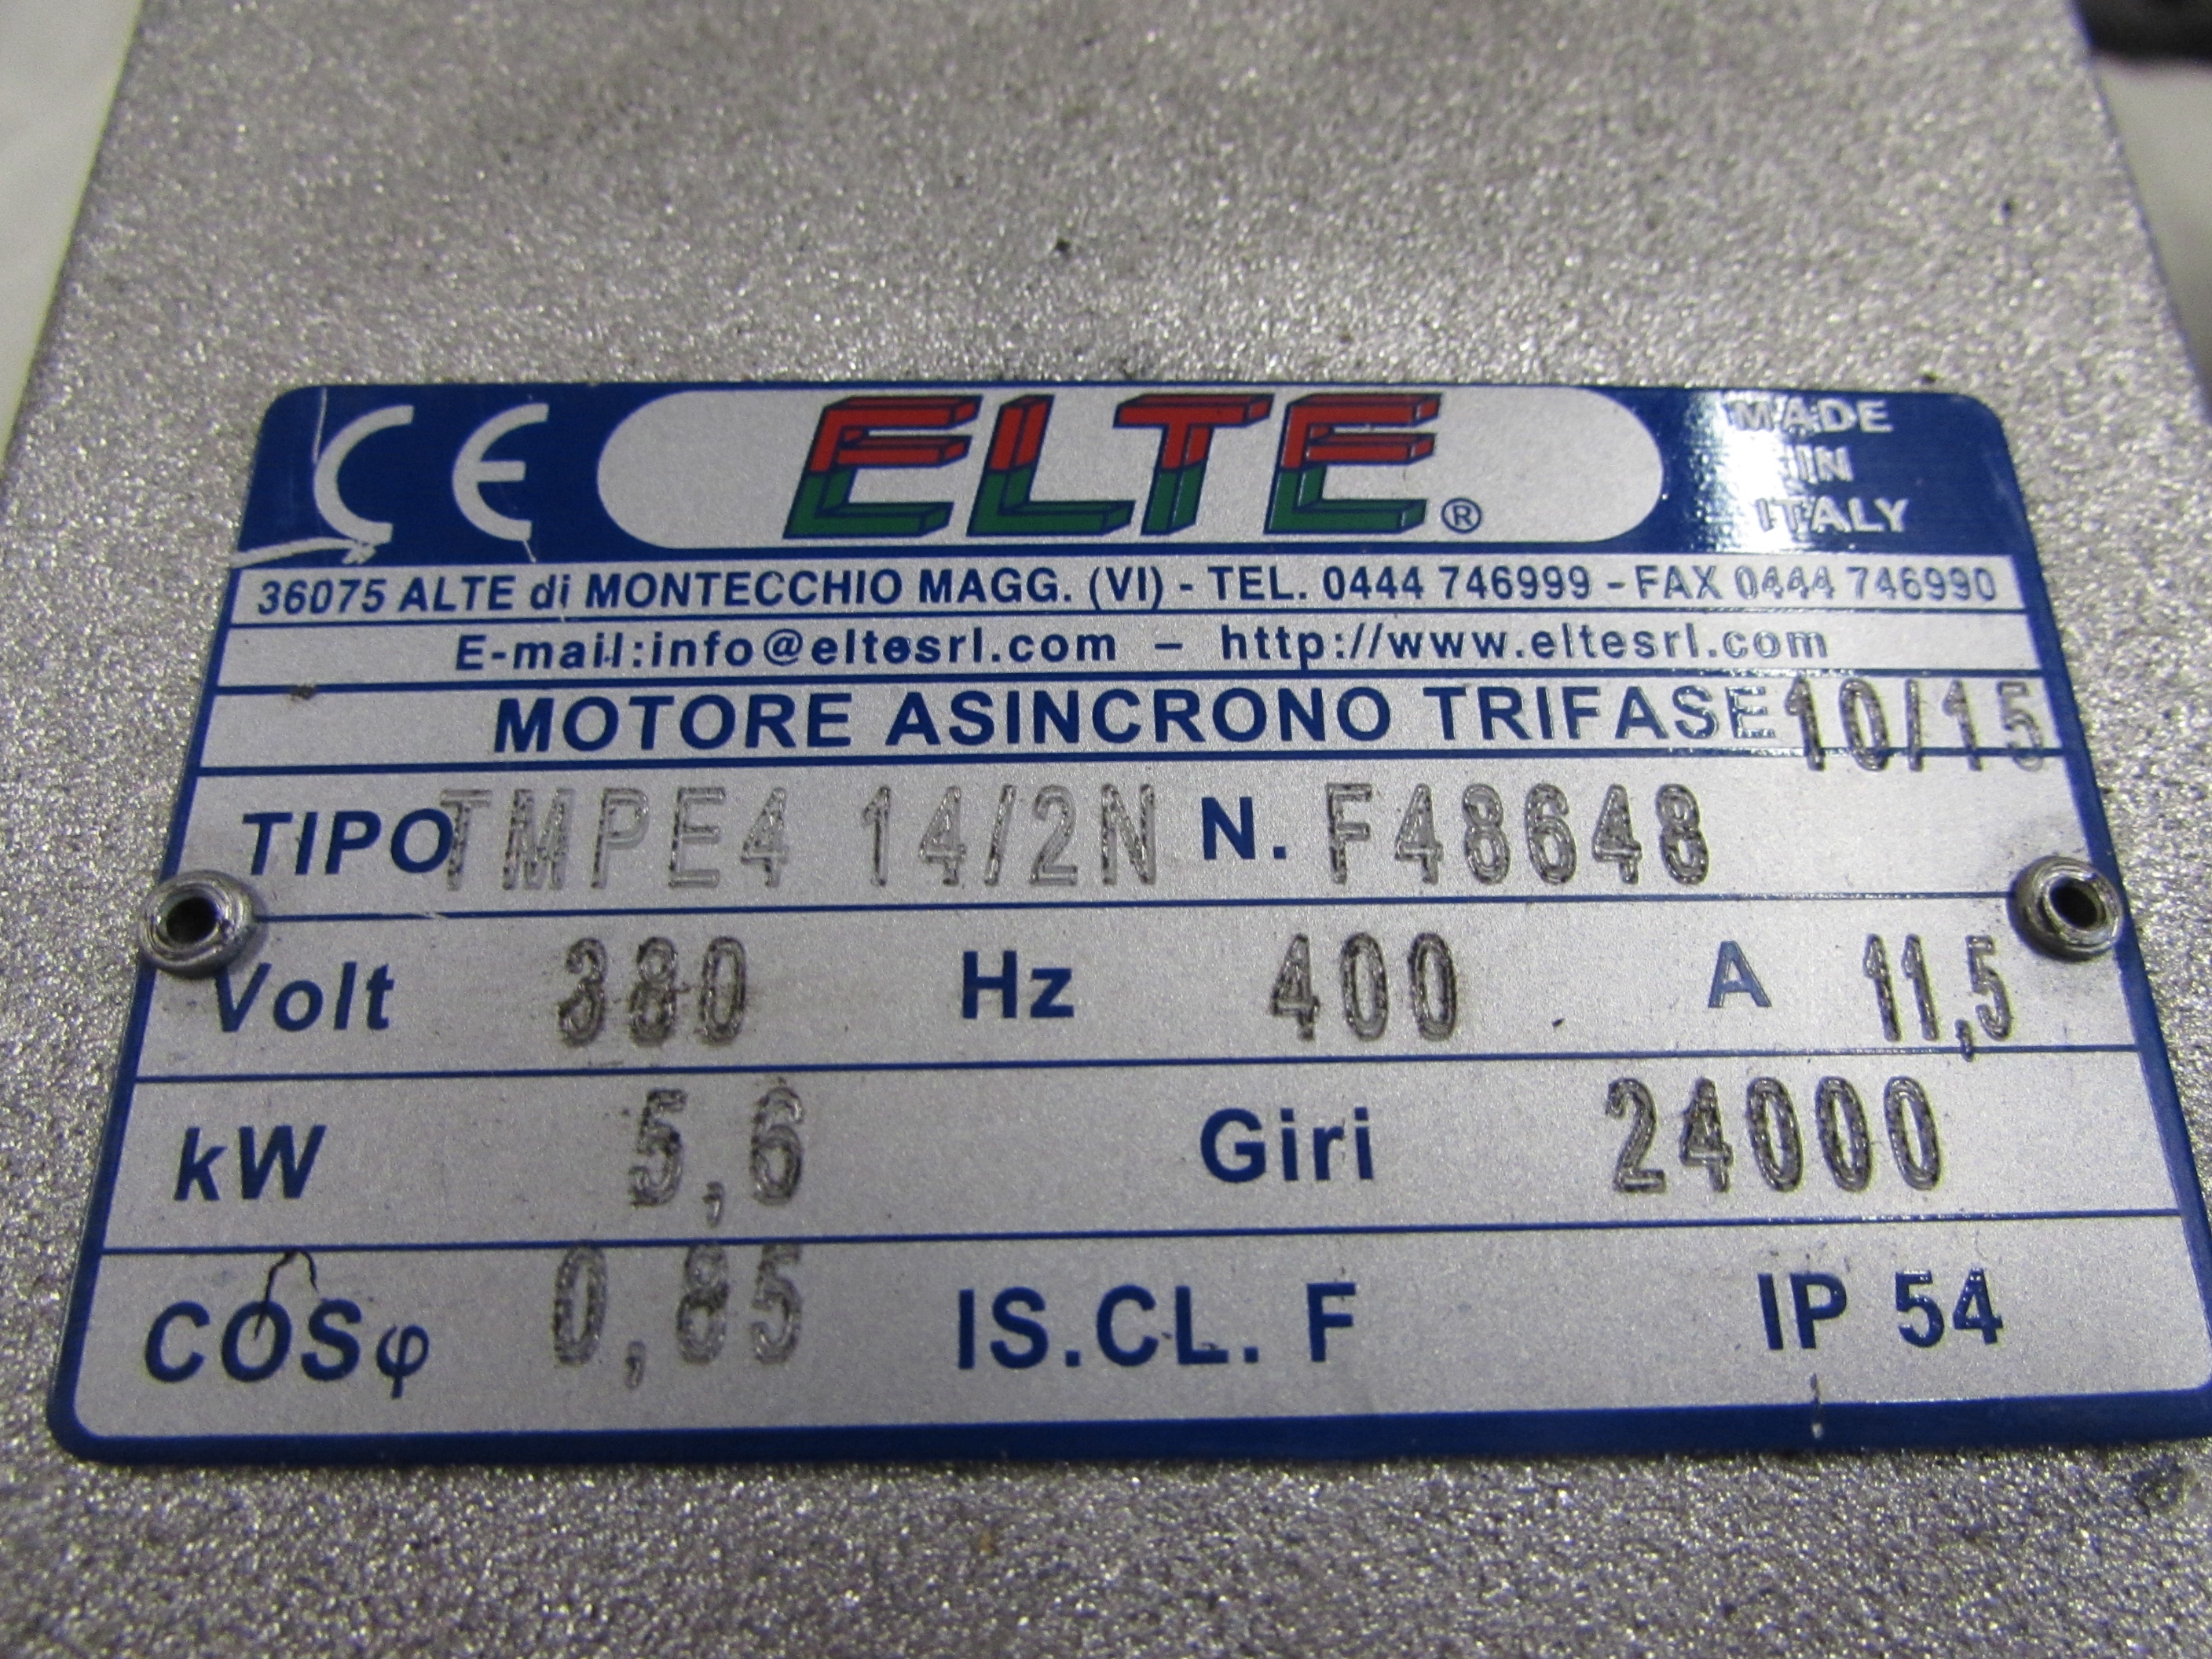 CE ELTE ® MADE
IN
ITALY
36075 ALTE di MONTECCHIO MAGG. (VI) - TEL. 0444 746999 - FAX 0444 746990
E-mail:info@eltesrl.com – http://www.eltesrl.com
MOTORE ASINCRONO TRIFASE 10/15
TIPO TMPE4 14/2N N. F48648
Volt 380 Hz 400 A 11,5
kW 5,6 Giri 24000
COSφ 0,85 IS.CL. F IP 54